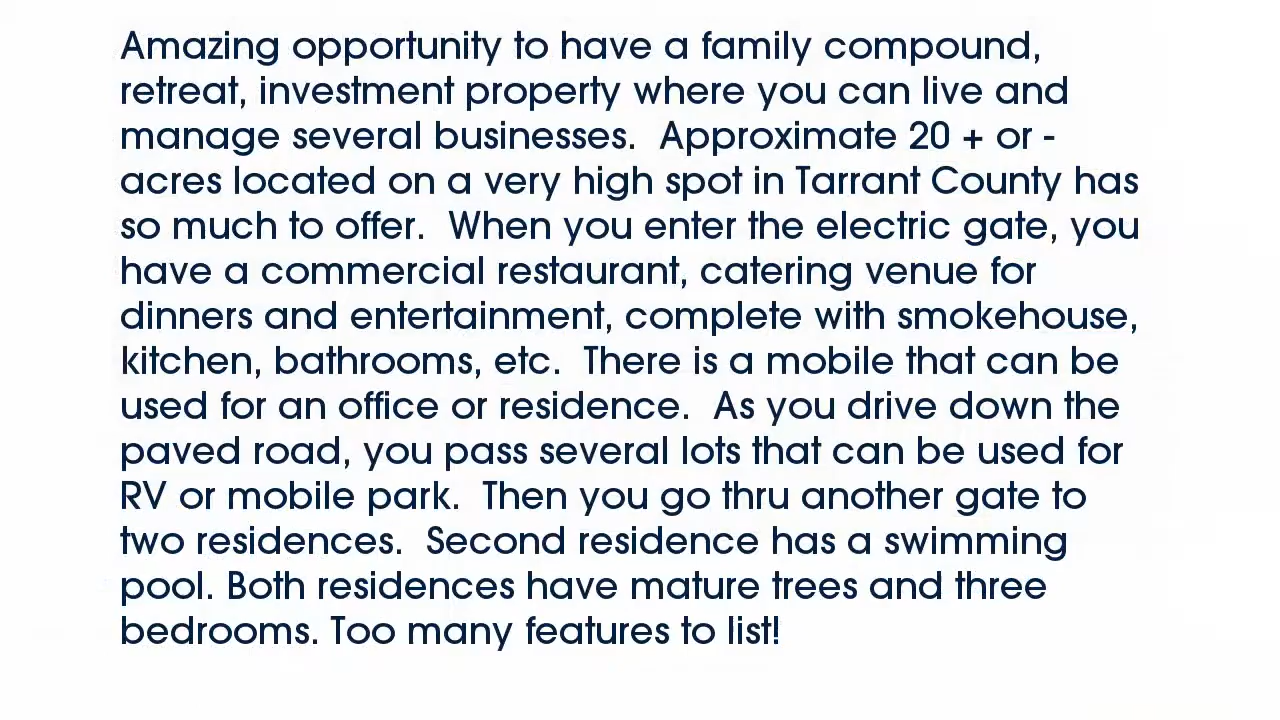 Amazing opportunity to have a family compound,
retreat, investment property where you can live and
manage several businesses.  Approximate 20 + or -
acres located on a very high spot in Tarrant County has
so much to offer.  When you enter the electric gate, you
have a commercial restaurant, catering venue for
dinners and entertainment, complete with smokehouse,
kitchen, bathrooms, etc.  There is a mobile that can be
used for an office or residence.  As you drive down the
paved road, you pass several lots that can be used for
RV or mobile park.  Then you go thru another gate to
two residences.  Second residence has a swimming
pool. Both residences have mature trees and three
bedrooms. Too many features to list!